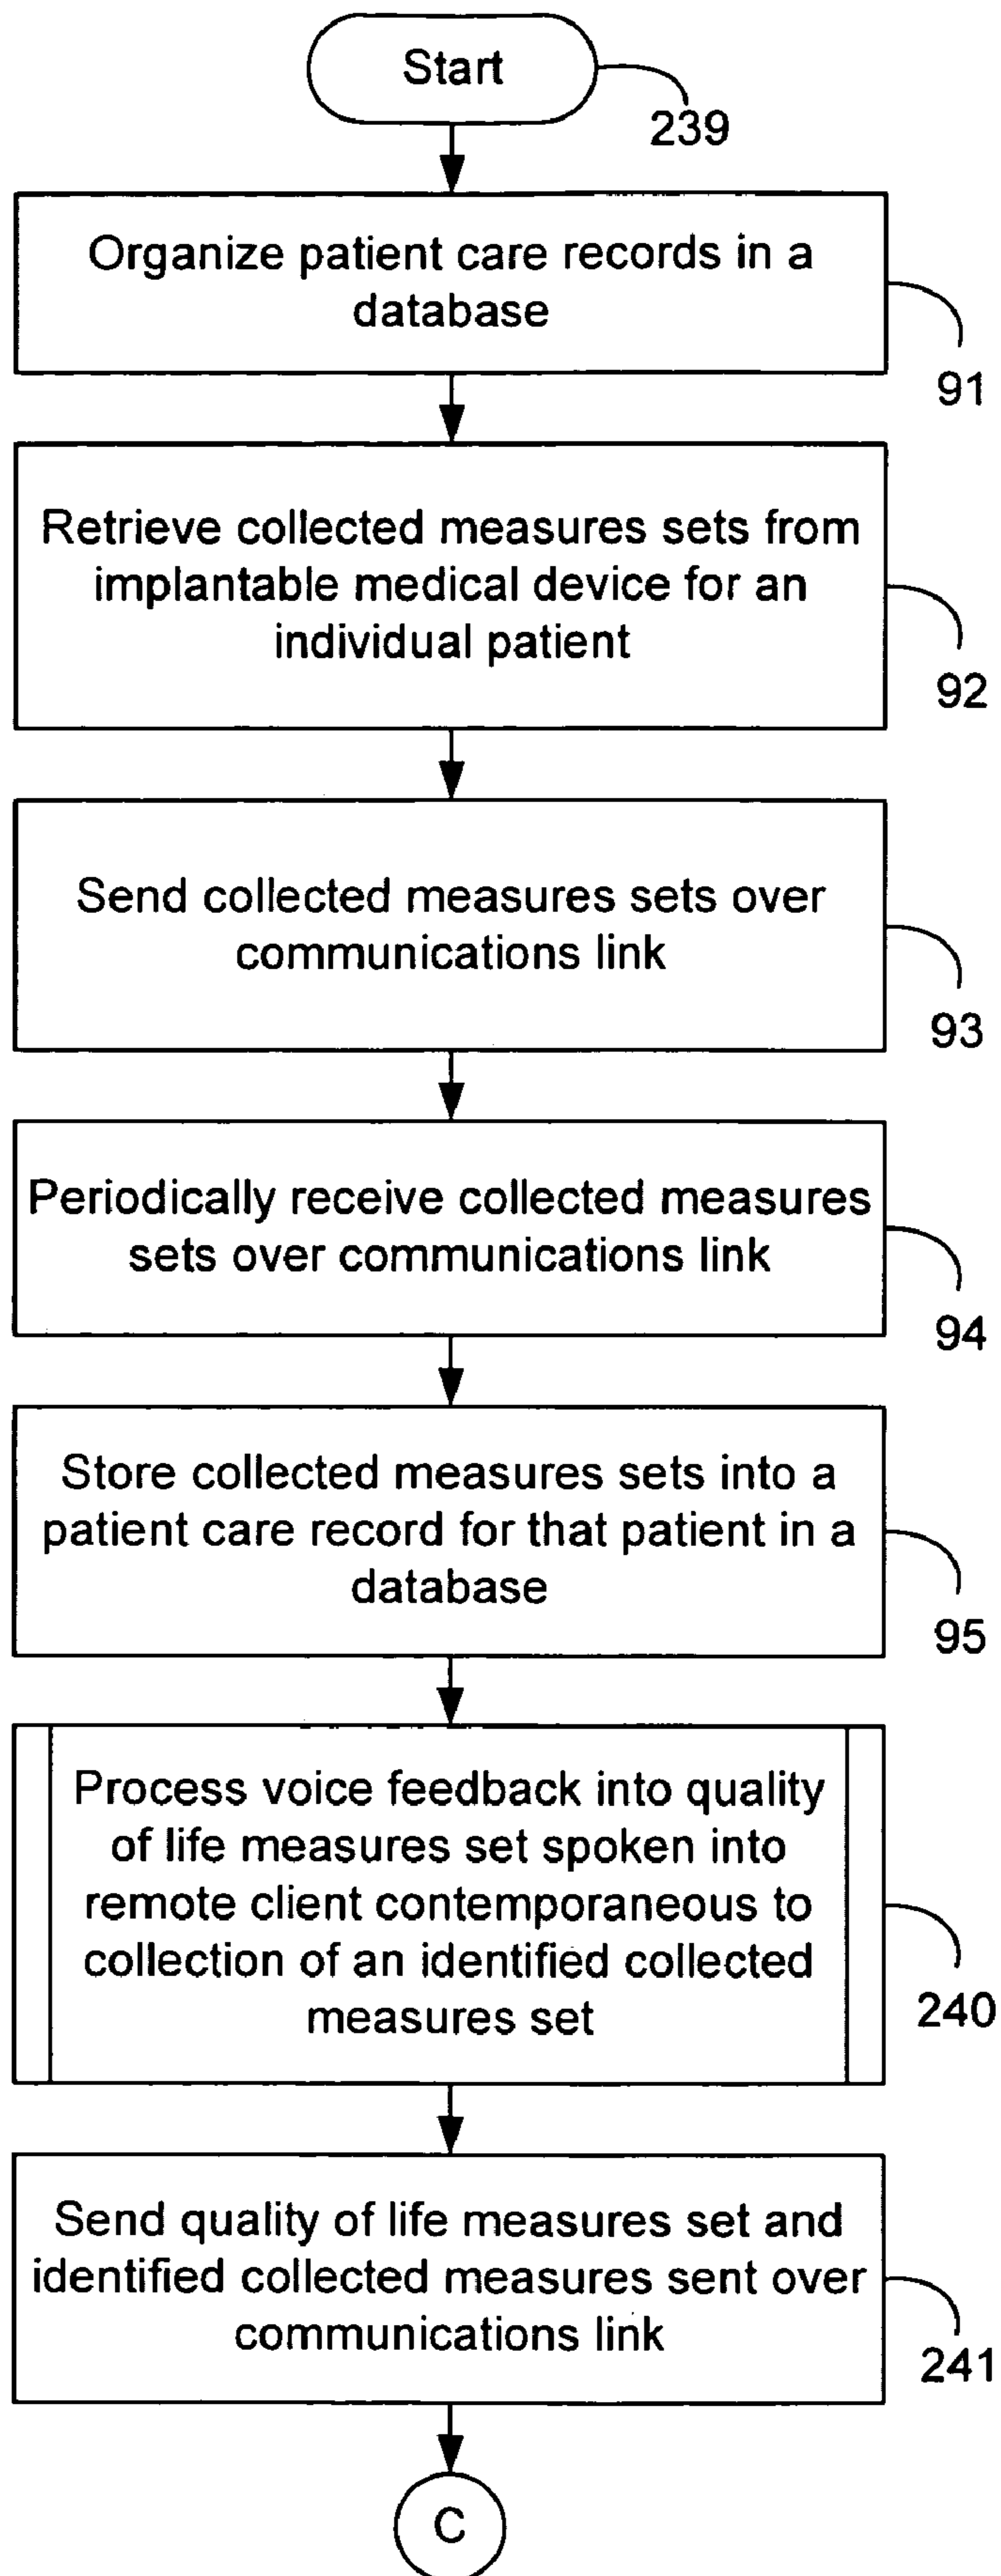 Start
239
Organize patient care records in a
database
91
Retrieve collected measures sets from
implantable medical device for an
individual patient
92
Send collected measures sets over
communications link
93
Periodically receive collected measures
sets over communications link
94
Store collected measures sets into a
patient care record for that patient in a
database
95
Process voice feedback into quality
of life measures set spoken into
remote client contemporaneous to
collection of an identified collected
measures set
240
Send quality of life measures set and
identified collected measures sent over
communications link
241
C